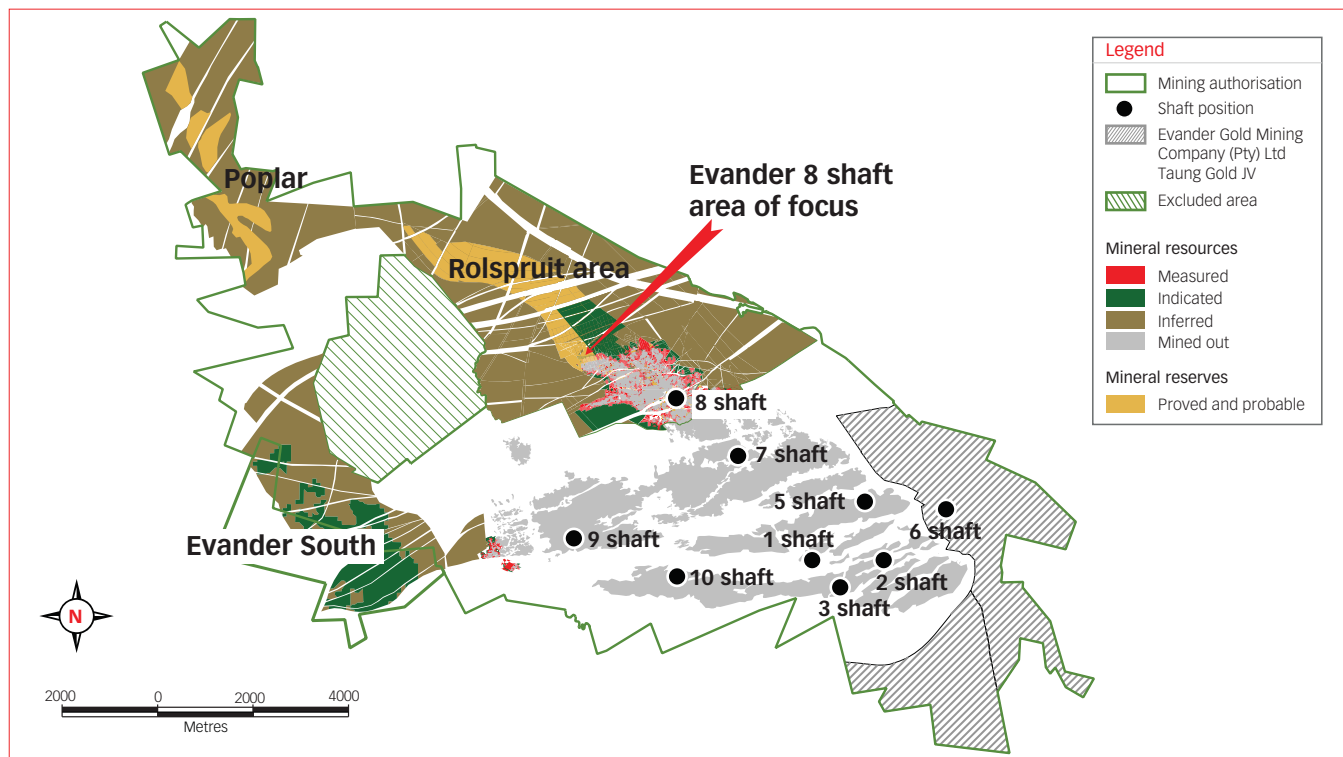 Poplar
Rolspruit area
Evander 8 shaft
area of focus
8 shaft
7 shaft
5 shaft
6 shaft
9 shaft
1 shaft
2 shaft
10 shaft
3 shaft
Evander South
N
2000 0 2000 4000
Metres
Legend
Mining authorisation
Shaft position
Evander Gold Mining
Company (Pty) Ltd
Taung Gold JV
Excluded area
Mineral resources
Measured
Indicated
Inferred
Mined out
Mineral reserves
Proved and probable